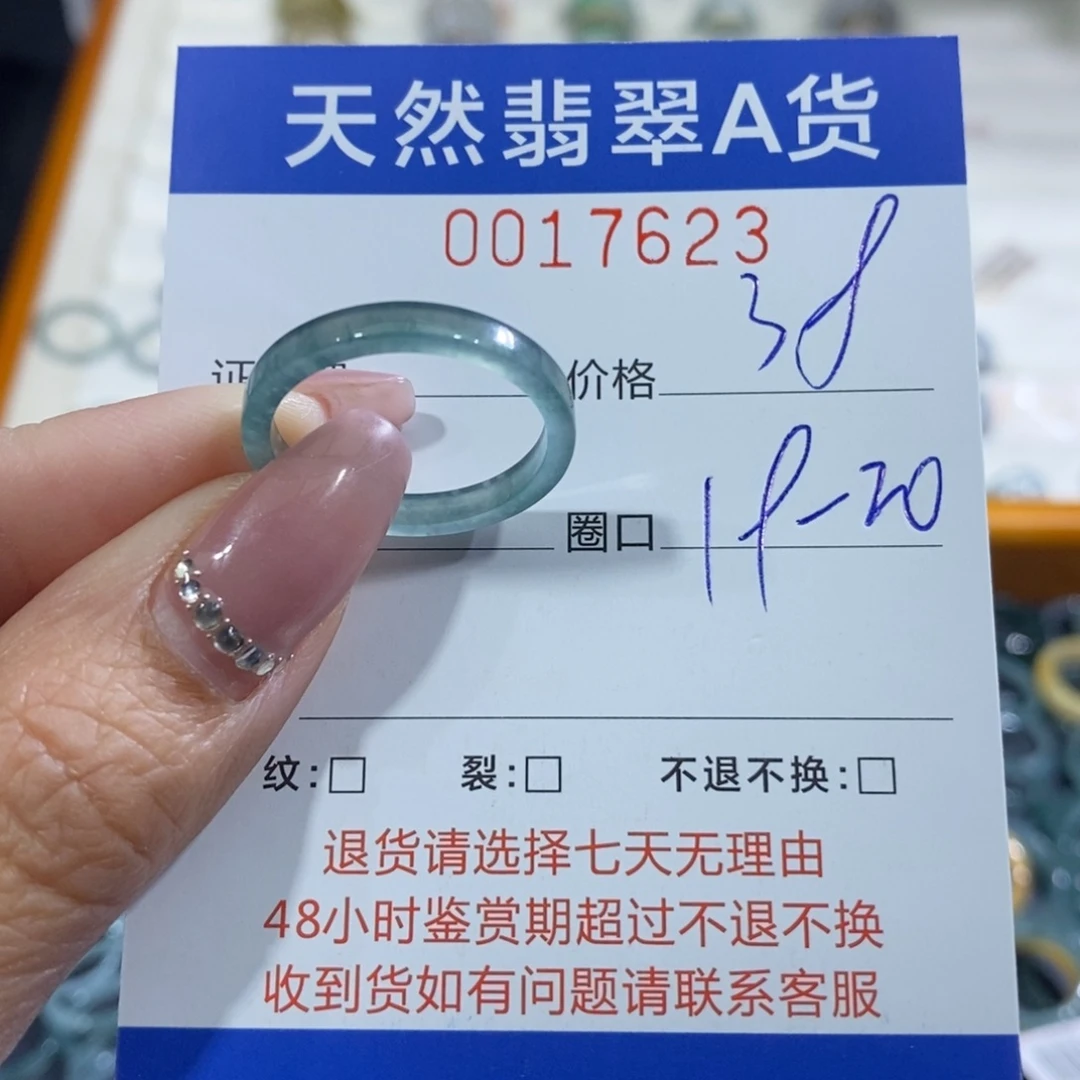 天然翡翠A货
0017623
证 价格 38
圈口 19-20
纹:□ 裂:□ 不退不换:□
退货请选择七天无理由
48小时鉴赏期超过不退不换
收到货如有问题请联系客服